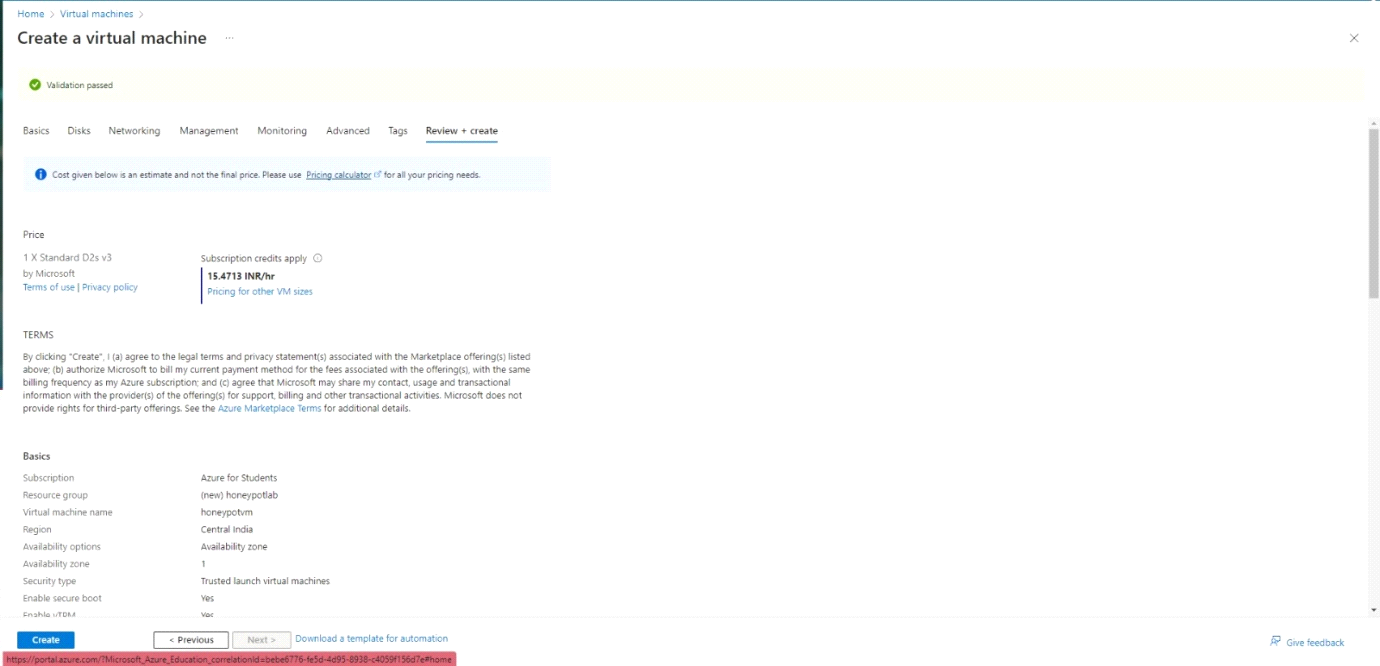 Home > Virtual machines >
Create a virtual machine ...
Validation passed
Basics Disks Networking Management Monitoring Advanced Tags Review + create
Cost given below is an estimate and not the final price. Please use Pricing calculator for all your pricing needs.
Price
1 X Standard D2s v3
by Microsoft
Terms of use | Privacy policy
Subscription credits apply
15.4713 INR/hr
Pricing for other VM sizes
TERMS
By clicking "Create", I (a) agree to the legal terms and privacy statement(s) associated with the Marketplace offering(s) listed
above; (b) authorize Microsoft to bill my current payment method for the fees associated with the offering(s), with the same
billing frequency as my Azure subscription; and (c) agree that Microsoft may share my contact, usage and transactional
information with the provider(s) of the offering(s) for support, billing and other transactional activities. Microsoft does not
provide rights for third-party offerings. See the Azure Marketplace Terms for additional details.
Basics
Subscription Azure for Students
Resource group (new) honeypotlab
Virtual machine name honeypotvm
Region Central India
Availability options Availability zone
Availability zone 1
Security type Trusted launch virtual machines
Enable secure boot Yes
Enable vTPM Yes
Create < Previous Next > Download a template for automation Give feedback
https://portal.azure.com/?Microsoft_Azure_Education_correlationId=bebe6776-fe5d-4d95-8938-c4059f156d7e#home